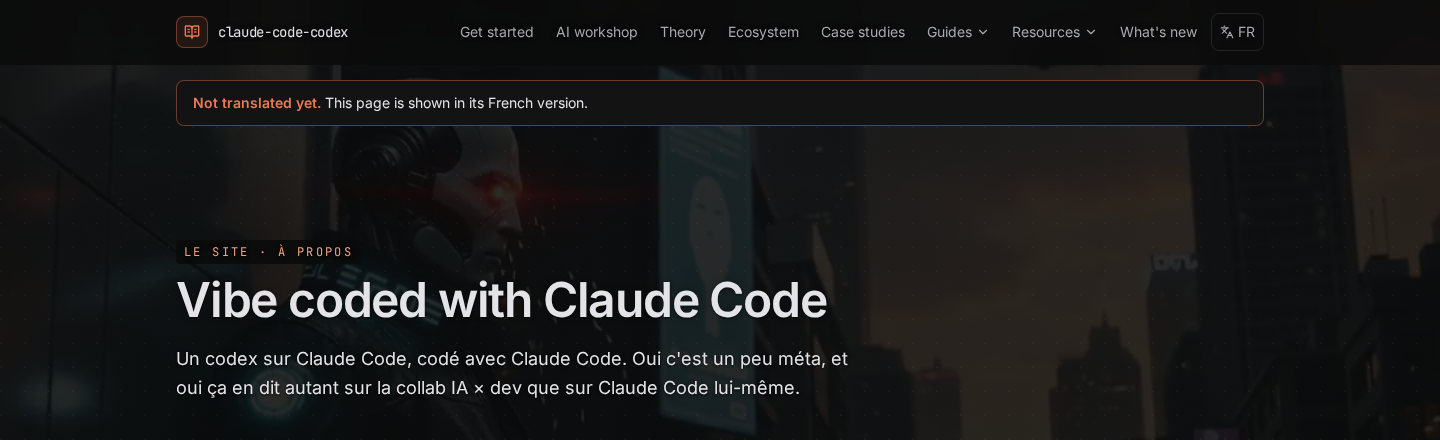 claude-code-codex
Get started AI workshop Theory Ecosystem Case studies Guides Resources What's new FR
Not translated yet. This page is shown in its French version.
LE SITE · À PROPOS
Vibe coded with Claude Code
Un codex sur Claude Code, codé avec Claude Code. Oui c'est un peu méta, et
oui ça en dit autant sur la collab IA × dev que sur Claude Code lui-même.